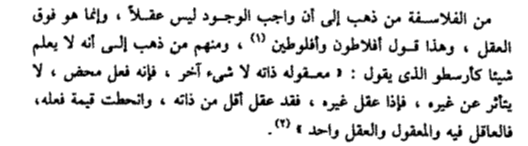 من الفلاسفة من ذهب إلى أن واجب الوجود ليس عقلاً ، وإنما هو فوق
العقل ، وهذا قول أفلاطون وأفلوطين (١) ، ومنهم من ذهب إلى أنه لا يعلم
شيئا كأرسطو الذى يقول : « معقوله ذاته لا شىء آخر ، فإنه فعل محض ، لا
يتأثر عن غيره ، فإذا عقل غيره ، فقد عقل أقل من ذاته ، وانحطت قيمة فعله،
فالعاقل فيه والمعقول والعقل واحد » (٢) .